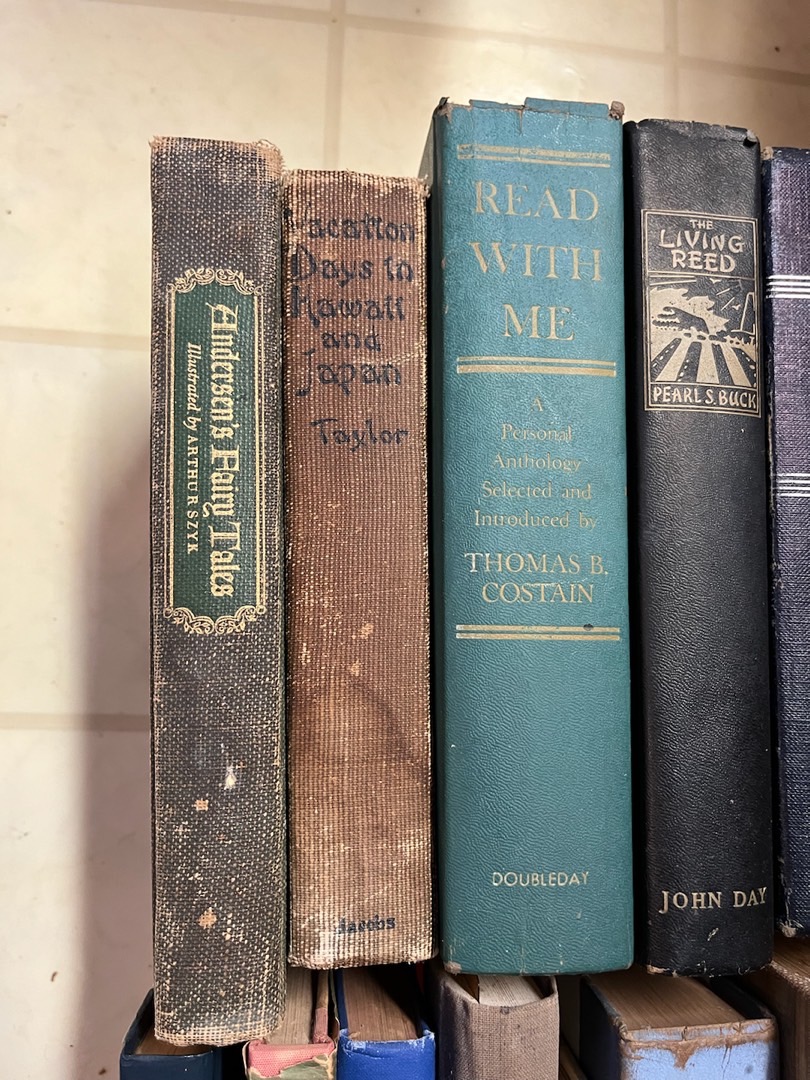 Andersen's Fairy Tales
Illustrated by ARTHUR SZYK
Vacation
Days in
Hawaii
and
Japan
Taylor
Jacobs
READ
WITH
ME
A
Personal
Anthology
Selected and
Introduced by
THOMAS B.
COSTAIN
DOUBLEDAY
THE
LIVING
REED
PEARL S. BUCK
JOHN DAY